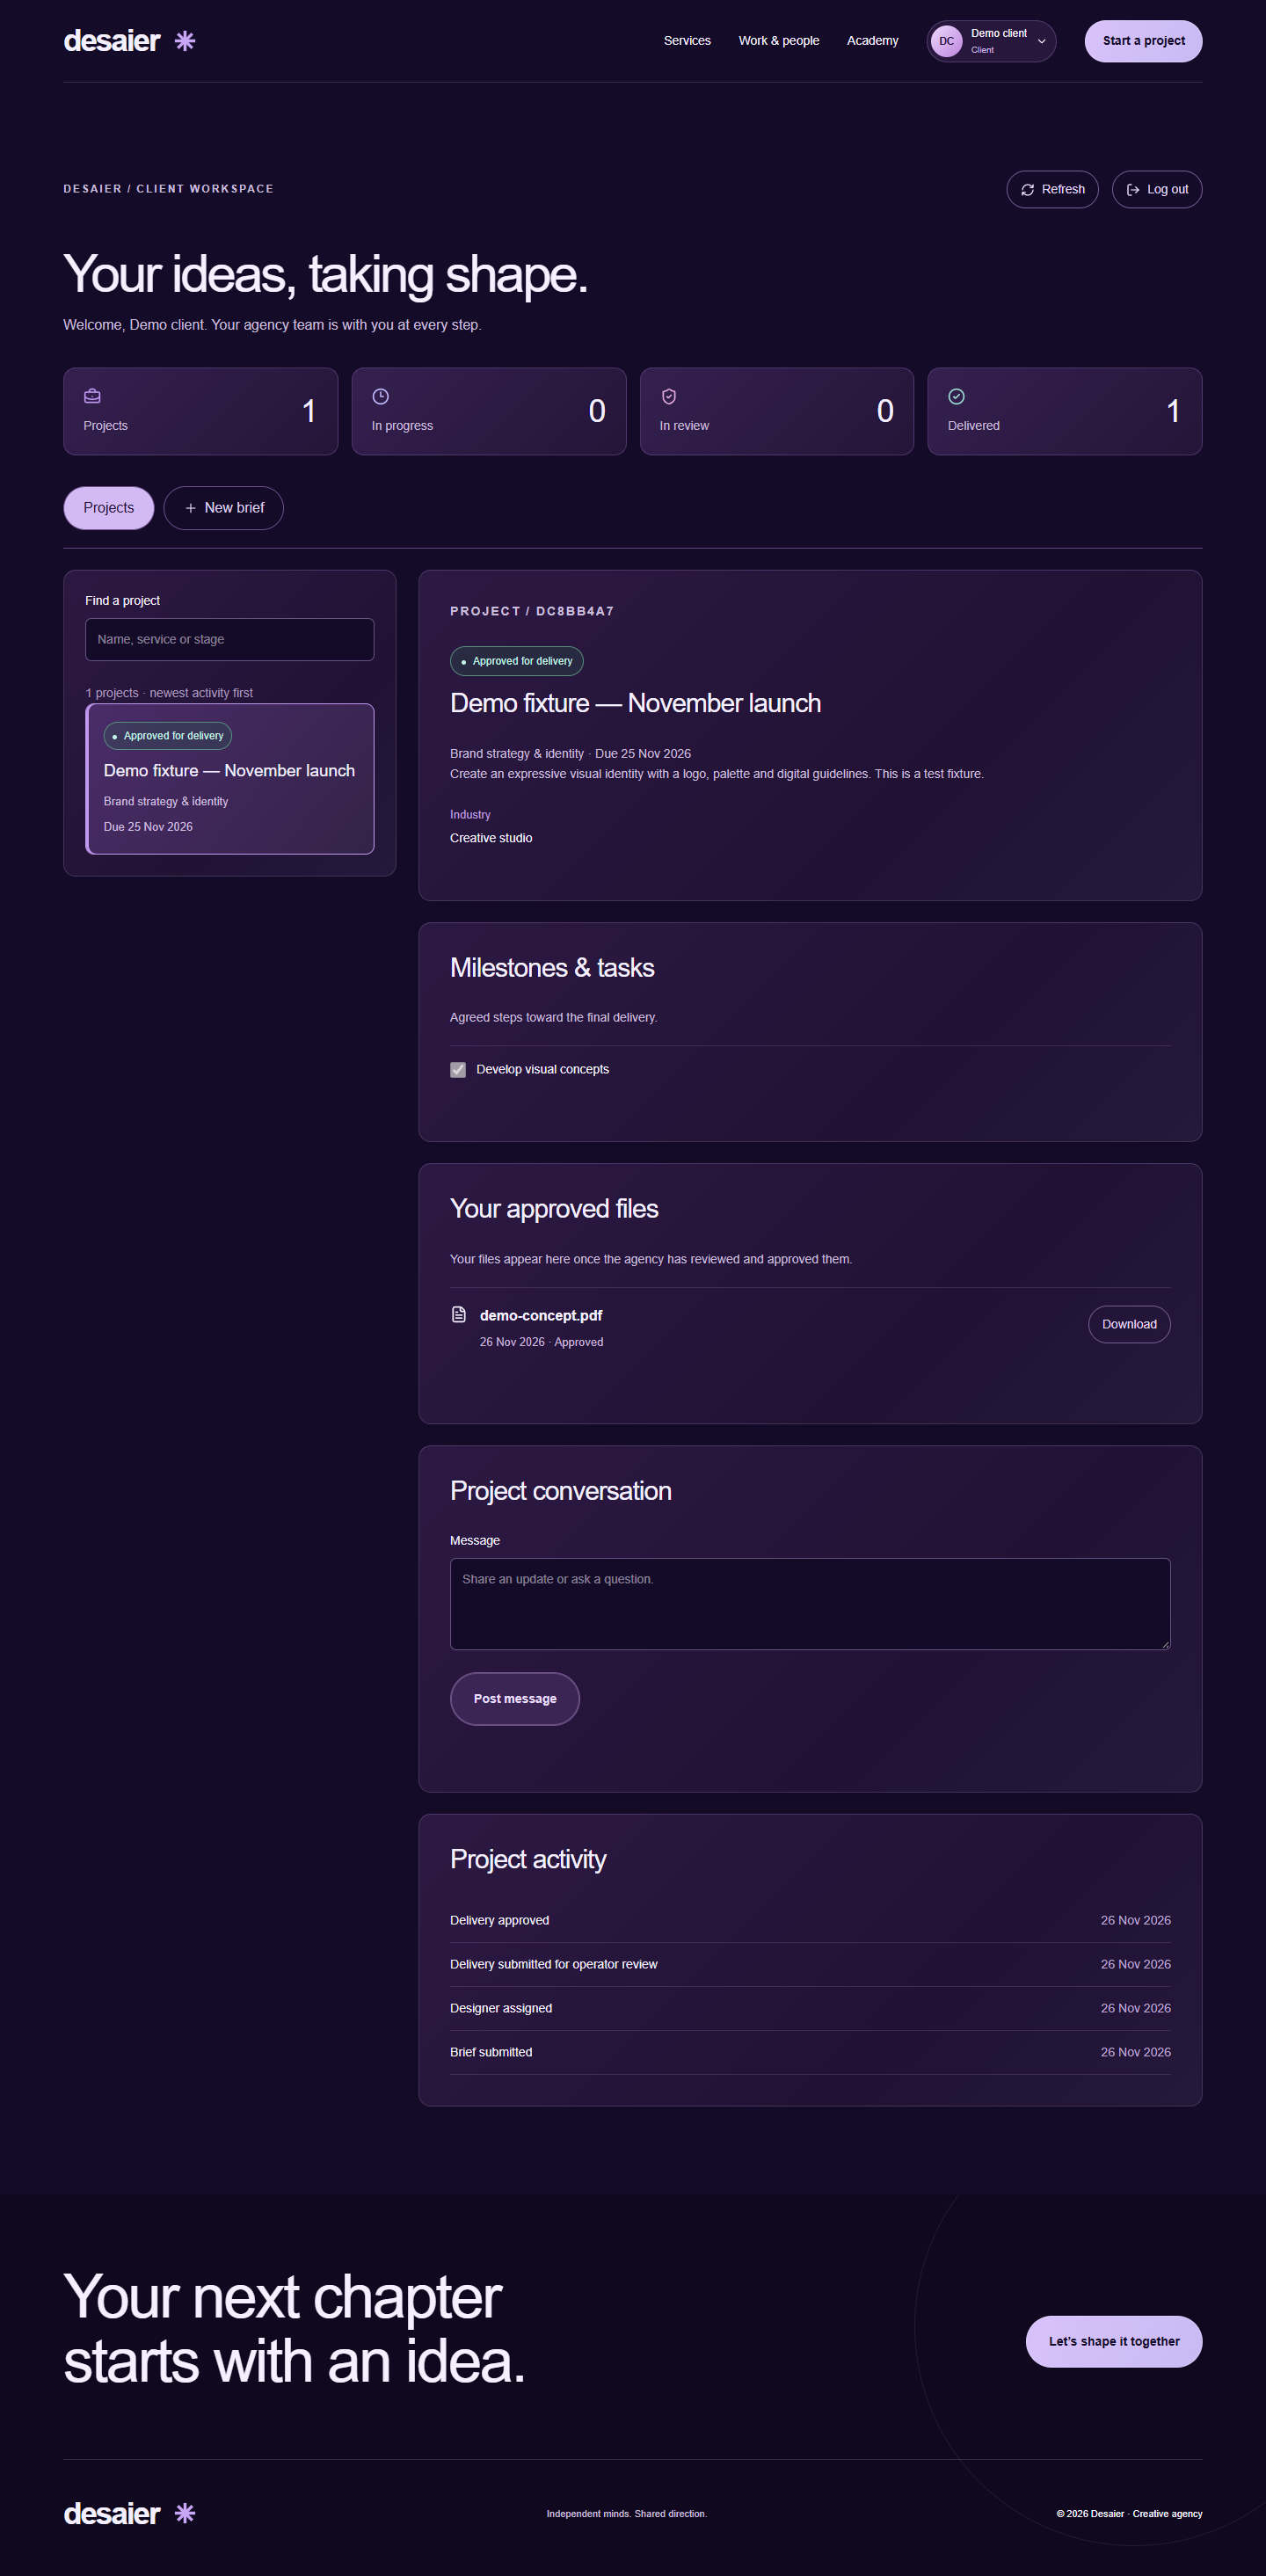 desaier
Services
Work & people
Academy
DC
Demo client
Client
Start a project
DESAIER / CLIENT WORKSPACE
Refresh
Log out
Your ideas, taking shape.
Welcome, Demo client. Your agency team is with you at every step.
Projects
1
In progress
0
In review
0
Delivered
1
Projects
New brief
Find a project
Name, service or stage
1 projects · newest activity first
Approved for delivery
Demo fixture — November launch
Brand strategy & identity
Due 25 Nov 2026
PROJECT / DC8BB4A7
Approved for delivery
Demo fixture — November launch
Brand strategy & identity · Due 25 Nov 2026
Create an expressive visual identity with a logo, palette and digital guidelines. This is a test fixture.
Industry
Creative studio
Milestones & tasks
Agreed steps toward the final delivery.
Develop visual concepts
Your approved files
Your files appear here once the agency has reviewed and approved them.
demo-concept.pdf
26 Nov 2026 · Approved
Download
Project conversation
Message
Share an update or ask a question.
Post message
Project activity
Delivery approved
26 Nov 2026
Delivery submitted for operator review
26 Nov 2026
Designer assigned
26 Nov 2026
Brief submitted
26 Nov 2026
Your next chapter
starts with an idea.
Let's shape it together
desaier
Independent minds. Shared direction.
© 2026 Desaier · Creative agency